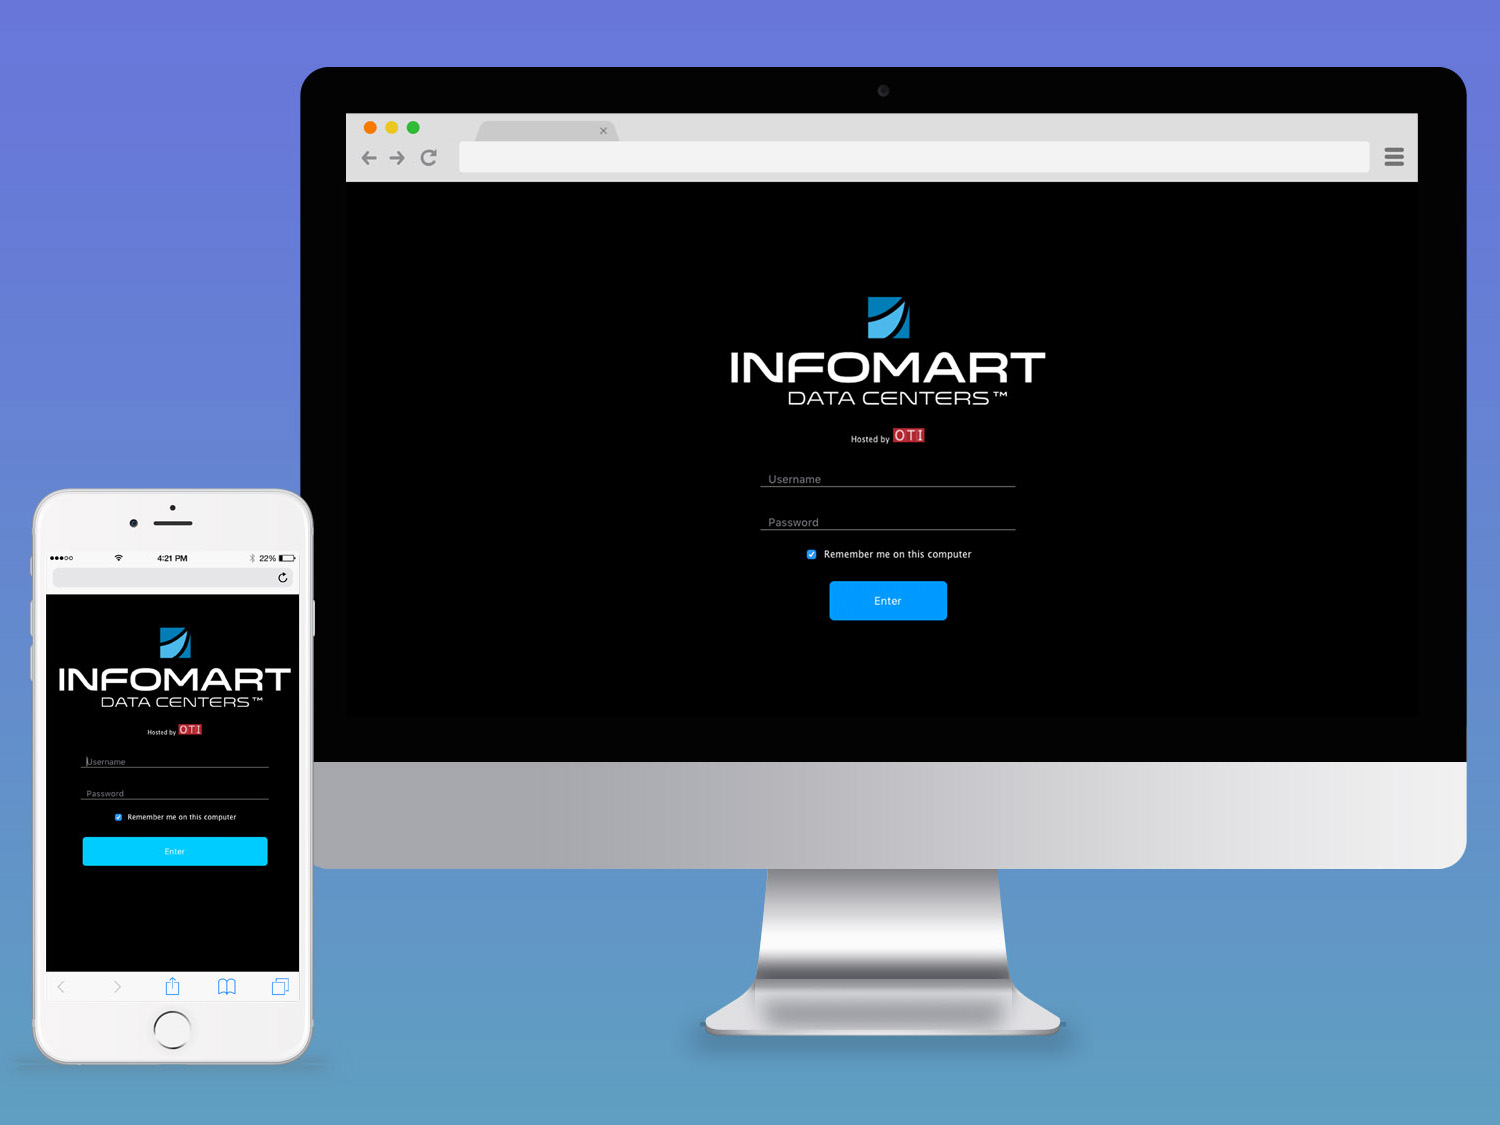 INFOMART
DATA CENTERS™
Hosted by OTI
Username
Password
Remember me on this computer
Enter
4:21 PM
22%
INFOMART
DATA CENTERS™
Hosted by OTI
Username
Password
Remember me on this computer
Enter